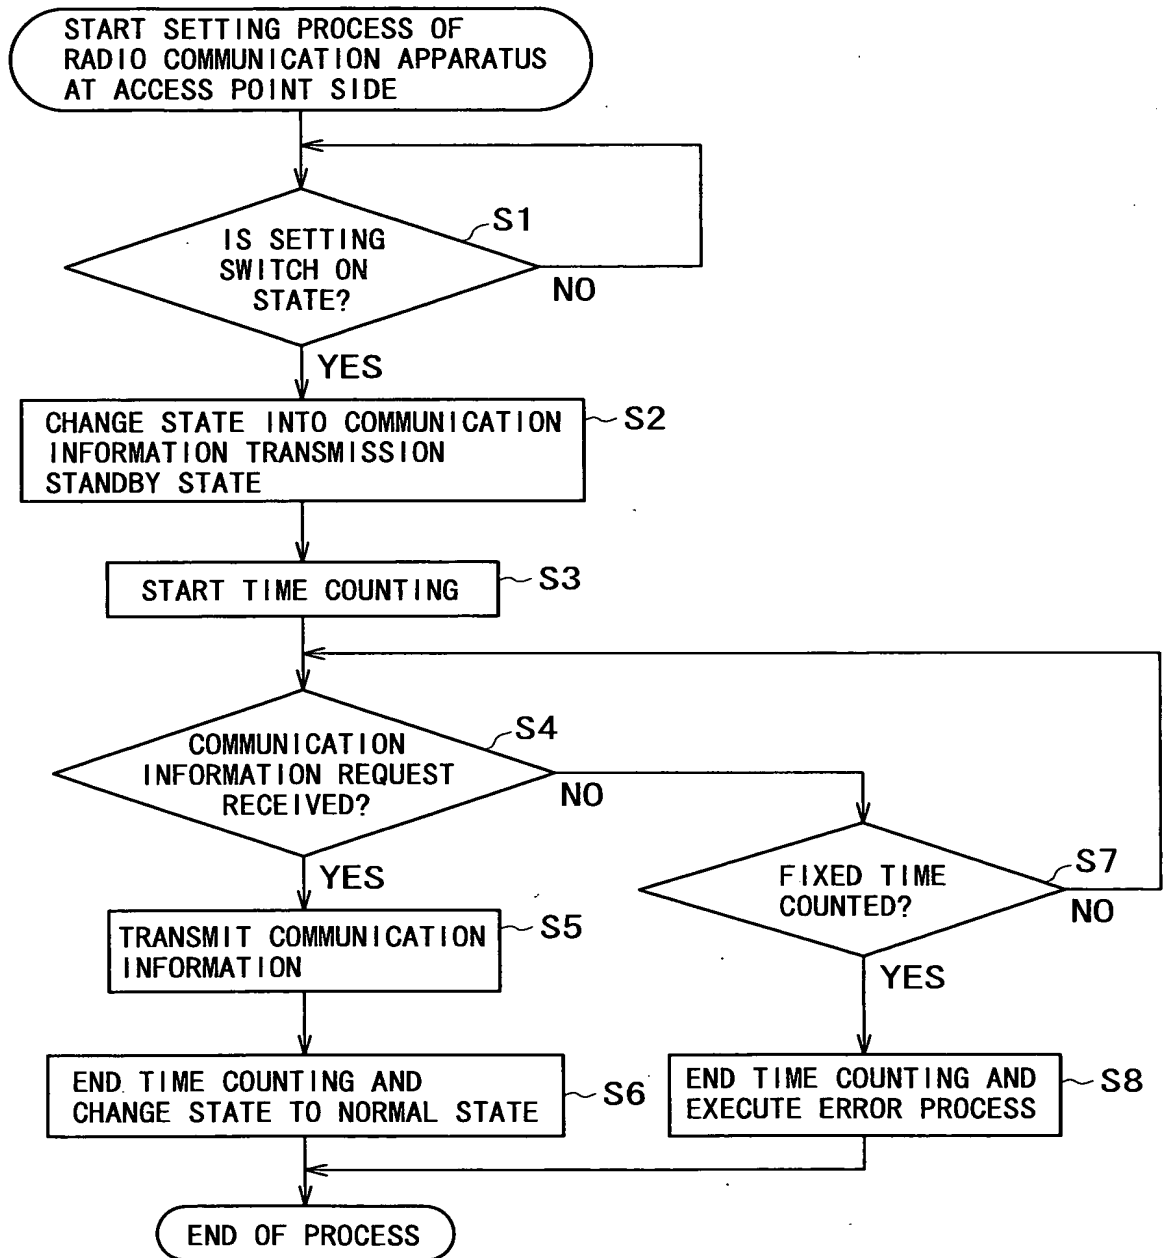 START SETTING PROCESS OF
RADIO COMMUNICATION APPARATUS
AT ACCESS POINT SIDE
S1
IS SETTING
SWITCH ON
STATE?
NO
YES
S2
CHANGE STATE INTO COMMUNICATION
INFORMATION TRANSMISSION
STANDBY STATE
S3
START TIME COUNTING
S4
COMMUNICATION
INFORMATION REQUEST
RECEIVED?
NO
YES
S7
FIXED TIME
COUNTED?
NO
YES
S5
TRANSMIT COMMUNICATION
INFORMATION
S6
END TIME COUNTING AND
CHANGE STATE TO NORMAL STATE
S8
END TIME COUNTING AND
EXECUTE ERROR PROCESS
END OF PROCESS